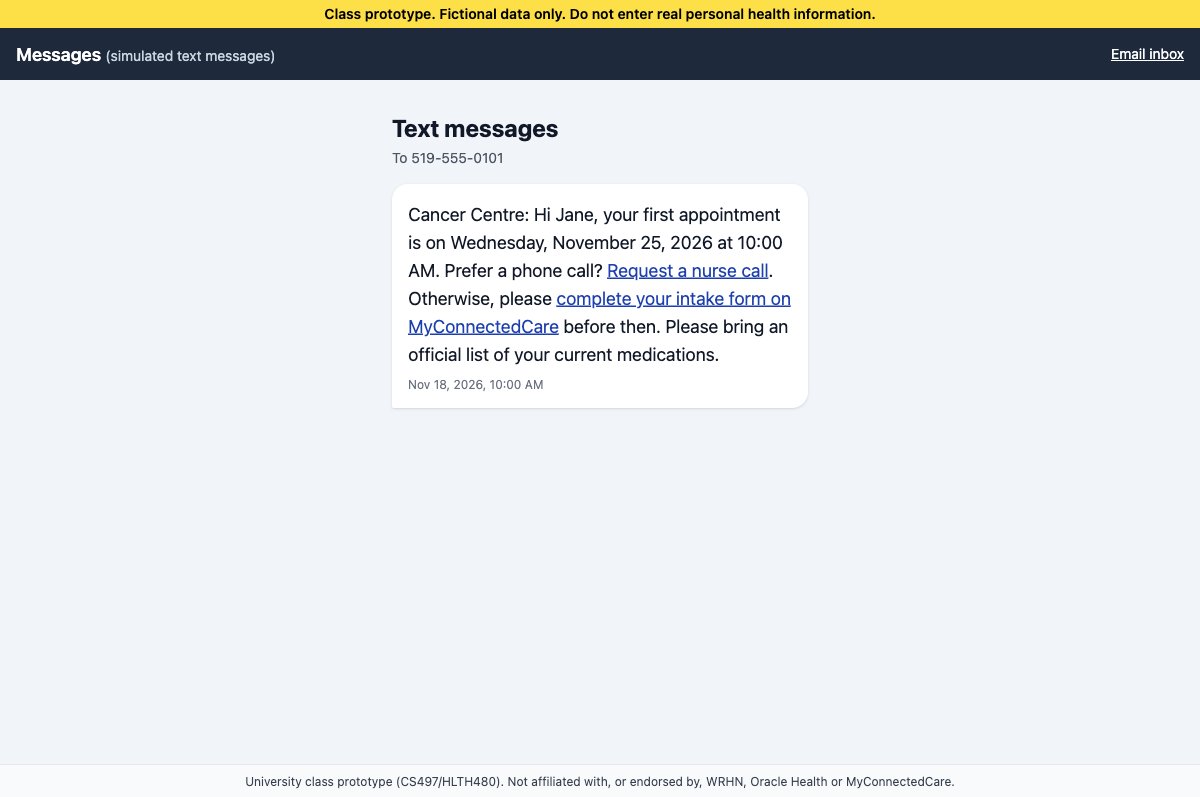 Class prototype. Fictional data only. Do not enter real personal health information.
Messages (simulated text messages)
Email inbox
Text messages
To 519-555-0101
Cancer Centre: Hi Jane, your first appointment
is on Wednesday, November 25, 2026 at 10:00
AM. Prefer a phone call? Request a nurse call.
Otherwise, please complete your intake form on
MyConnectedCare before then. Please bring an
official list of your current medications.
Nov 18, 2026, 10:00 AM
University class prototype (CS497/HLTH480). Not affiliated with, or endorsed by, WRHN, Oracle Health or MyConnectedCare.